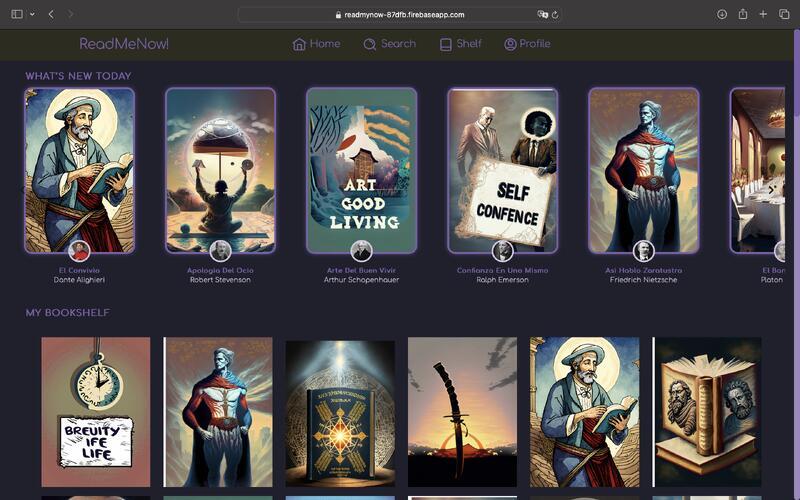 readmynow-87dfb.firebaseapp.com
ReadMeNow!
Home
Search
Shelf
Profile
WHAT'S NEW TODAY
ART
GOOD
LIVING
SELF
CONFENCE
El Convivio
Dante Alighieri
Apologia Del Ocio
Robert Stevenson
Arte Del Buen Vivir
Arthur Schopenhauer
Confianza En Uno Mismo
Ralph Emerson
Asi Hablo Zaratustra
Friedrich Nietzsche
El Ban
Platon
MY BOOKSHELF
BREUITY
IFE
LIFE